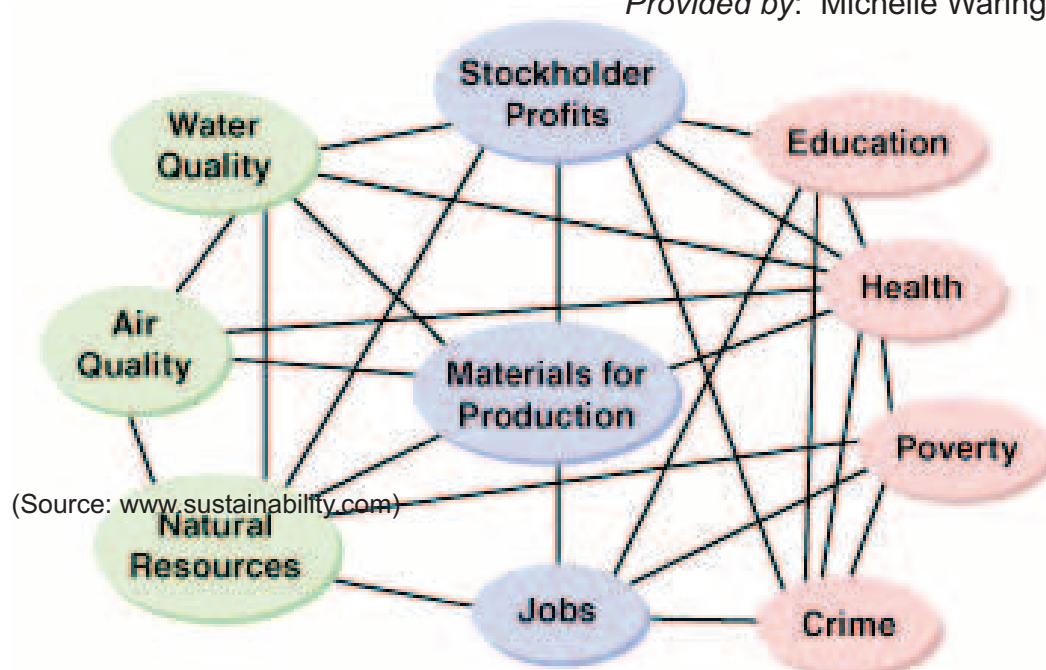 Provided by: Michelle Waring
Stockholder
Profits
Water
Quality
Education
Health
Air
Quality
Materials for
Production
Poverty
(Source: www.sustainability.com)
Natural
Resources
Jobs
Crime